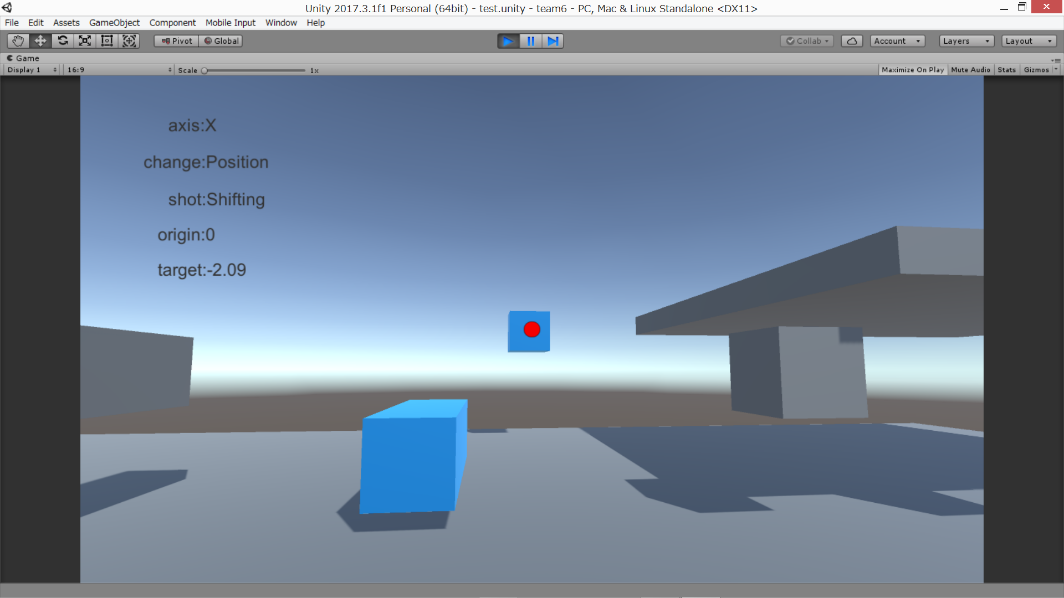 Unity 2017.3.1f1 Personal (64bit) - test.unity - team6 - PC, Mac & Linux Standalone <DX11>
File Edit Assets GameObject Component Mobile Input Window Help
Pivot Global Collab Account Layers Layout
Game
Display 1 16:9 Scale 1x Maximize On Play Mute Audio Stats Gizmos
axis:X
change:Position
shot:Shifting
origin:0
target:-2.09